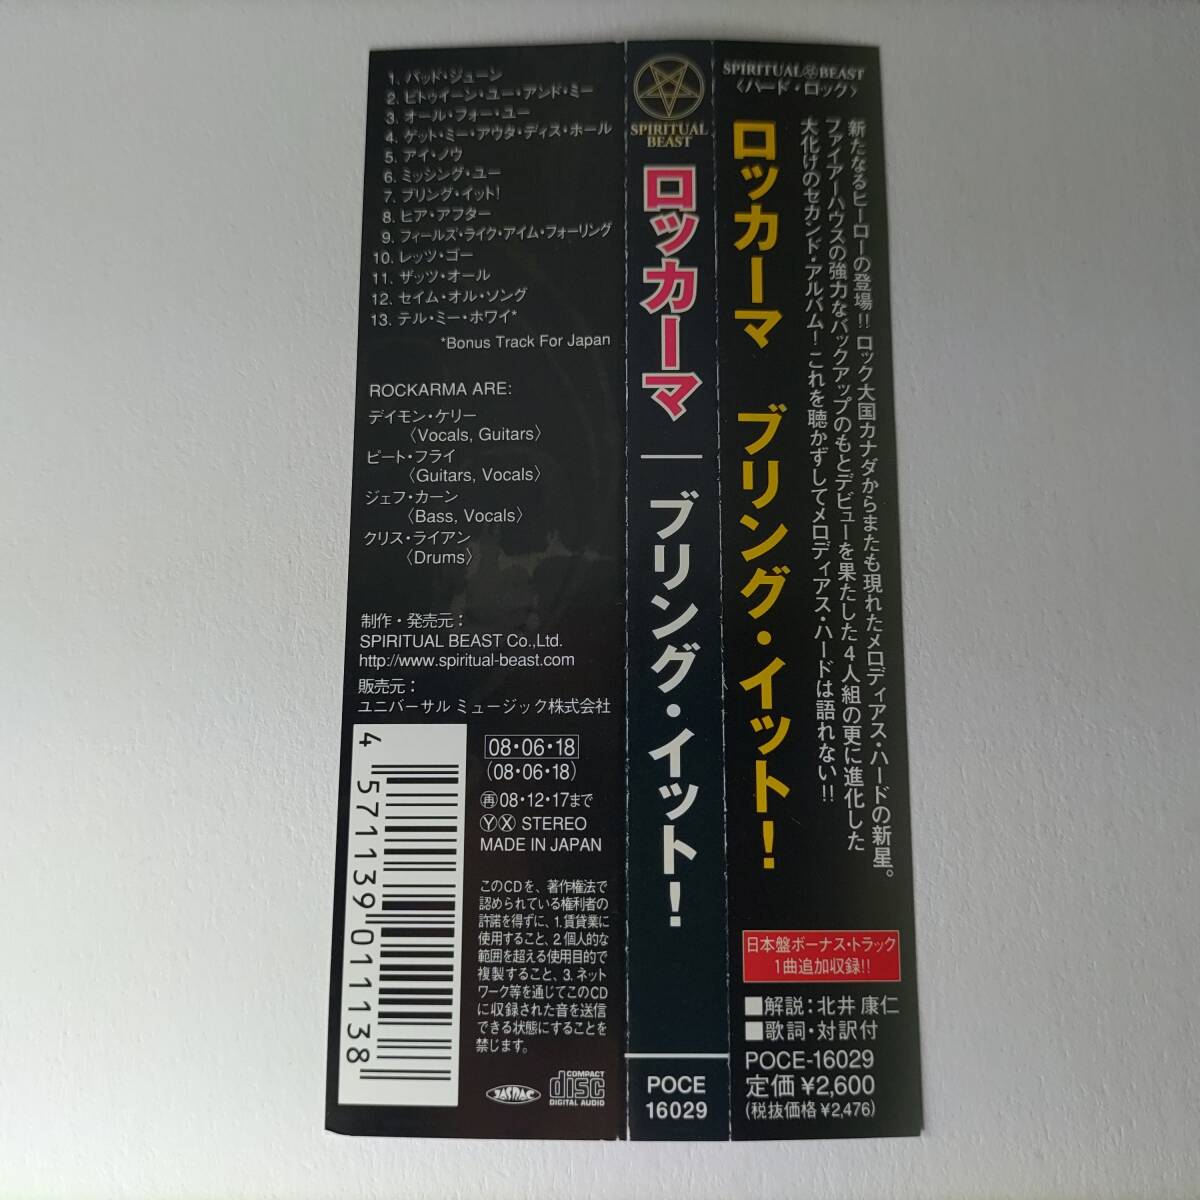 1. バッド・ジューン
2. ビトゥイーン・ユー・アンド・ミー
3. オール・フォー・ユー
4. ゲット・ミー・アウタ・ディス・ホール
5. アイ・ノウ
6. ミッシング・ユー
7. ブリング・イット!
8. ヒア・アフター
9. フィールズ・ライク・アイム・フォーリング
10. レッツ・ゴー
11. ザッツ・オール
12. セイム・オル・ソング
13. テル・ミー・ホワイ*
*Bonus Track For Japan
ROCKARMA ARE:
デイモン・ケリー
〈Vocals, Guitars〉
ピート・フライ
〈Guitars, Vocals〉
ジェフ・カーン
〈Bass, Vocals〉
クリス・ライアン
〈Drums〉
制作・発売元：
SPIRITUAL BEAST Co.,Ltd.
http://www.spiritual-beast.com
販売元：
ユニバーサル ミュージック株式会社
4 571139 011138
08・06・18
(08・06・18)
再08・12・17まで
Ⓨ Ⓧ STEREO
MADE IN JAPAN
このCDを、著作権法で
認められている権利者の
許諾を得ずに、1.賃貸業に
使用すること、2.個人的な
範囲を超える使用目的で
複製すること、3.ネット
ワーク等を通じてこのCD
に収録された音を送信
できる状態にすることを
禁じます。
JASRAC
COMPACT
disc
DIGITAL AUDIO
SPIRITUAL
BEAST
ロッカーマ
ブリング・イット!
POCE
16029
SPIRITUAL BEAST
〈ハード・ロック〉
ロッカーマ ブリング・イット!
新たなるヒーローの登場!! ロック大国カナダからまたも現れたメロディアス・ハードの新星。
ファイアーハウスの強力なバックアップのもとデビューを果たした4人組の更に進化した
大化けのセカンド・アルバム! これを聴かずしてメロディアス・ハードは語れない!!
日本盤ボーナス・トラック
1曲追加収録!!
■解説：北井 康仁
■歌詞・対訳付
POCE-16029
定価 ¥2,600
(税抜価格 ¥2,476)